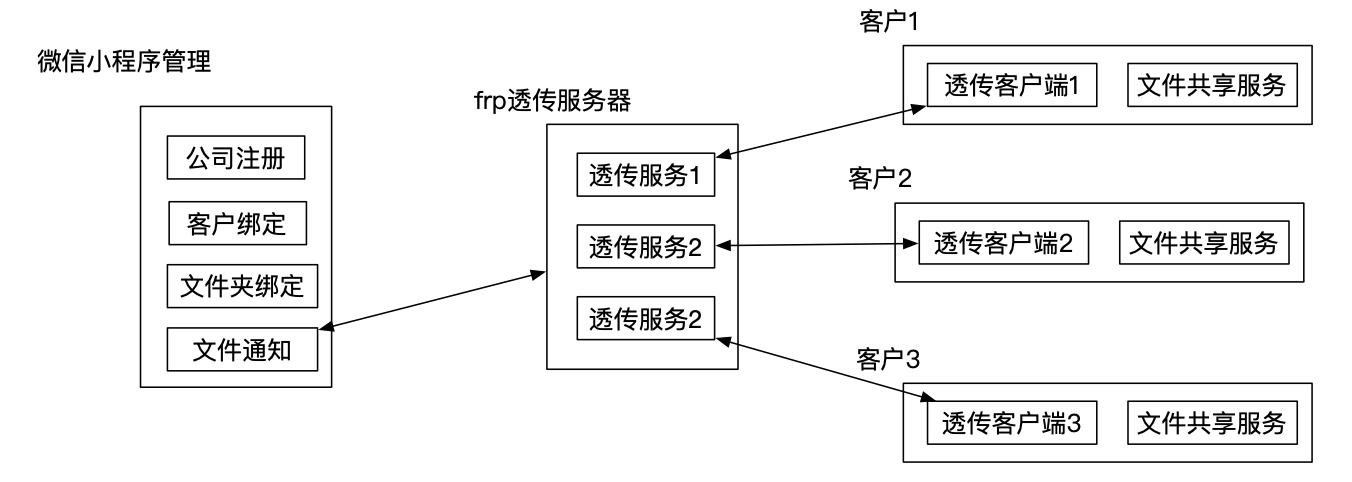 微信小程序管理
公司注册
客户绑定
文件夹绑定
文件通知
frp透传服务器
透传服务1
透传服务2
透传服务2
客户1
透传客户端1
文件共享服务
客户2
透传客户端2
文件共享服务
客户3
透传客户端3
文件共享服务